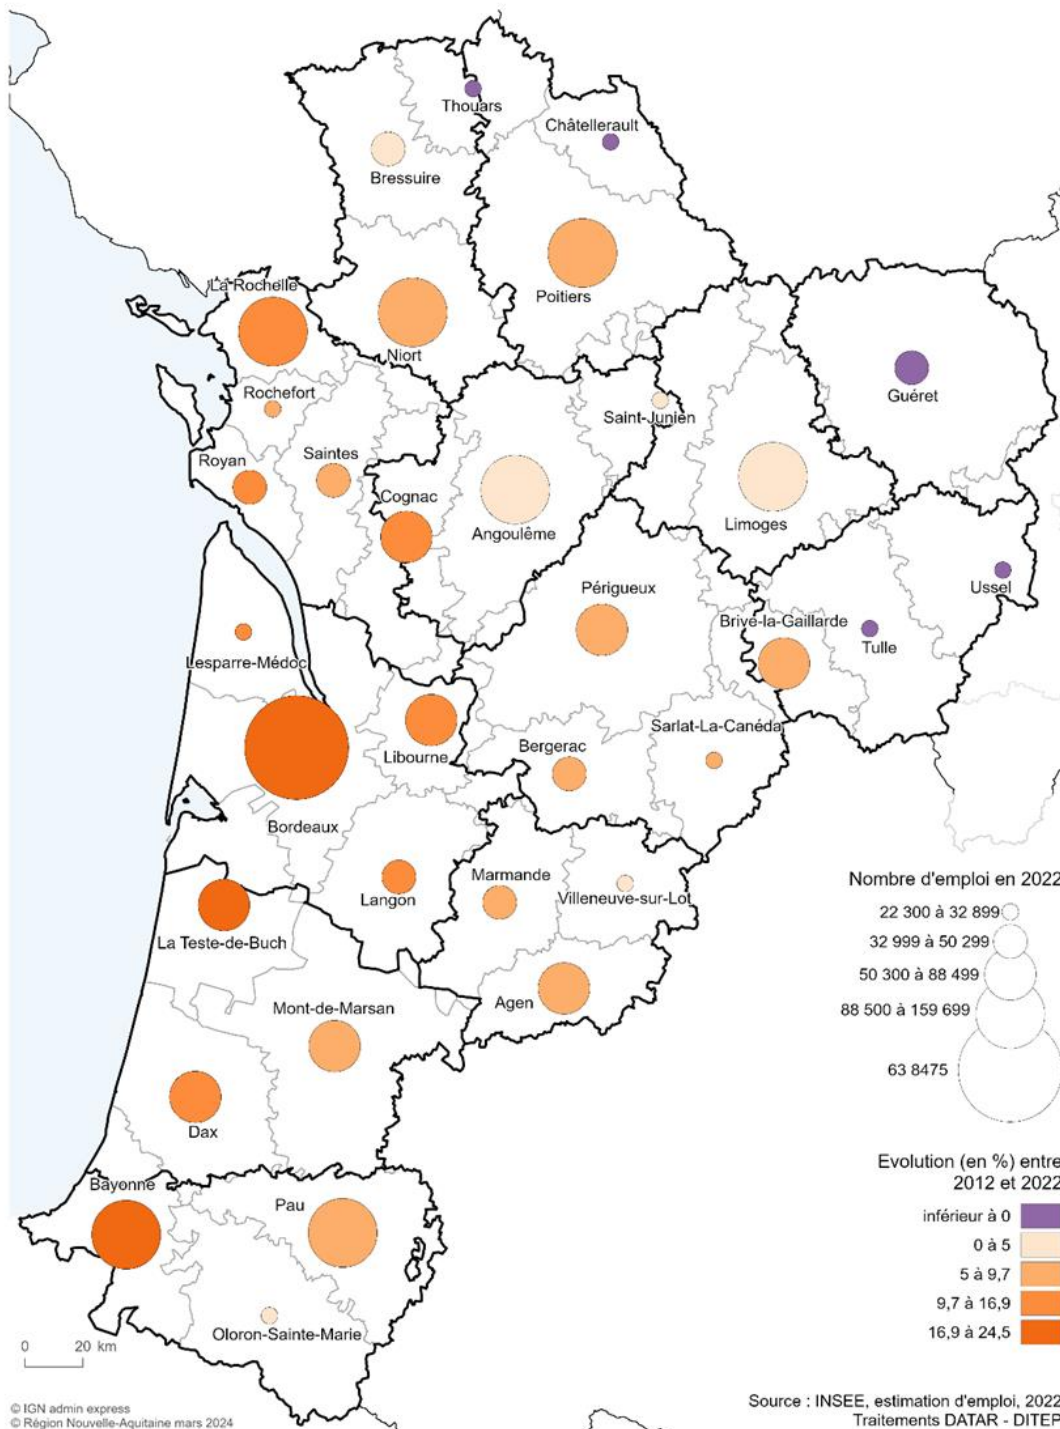 Thouars
Châtellerault
Bressuire
Poitiers
La Rochelle
Niort
Guéret
Rochefort
Saint-Junien
Royan
Saintes
Cognac
Angoulême
Limoges
Ussel
Périgueux
Brive-la-Gaillarde
Tulle
Lesparre-Médoc
Libourne
Sarlat-La-Canéda
Bergerac
Bordeaux
Marmande
Langon
Villeneuve-sur-Lot
La Teste-de-Buch
Agen
Mont-de-Marsan
Dax
Bayonne
Pau
Oloron-Sainte-Marie
Nombre d'emploi en 2022
22 300 à 32 899
32 999 à 50 299
50 300 à 88 499
88 500 à 159 699
63 8475
Evolution (en %) entre
2012 et 2022
inférieur à 0
0 à 5
5 à 9,7
9,7 à 16,9
16,9 à 24,5
0 20 km
© IGN admin express
© Région Nouvelle-Aquitaine mars 2024
Source : INSEE, estimation d'emploi, 2022
Traitements DATAR - DITEP